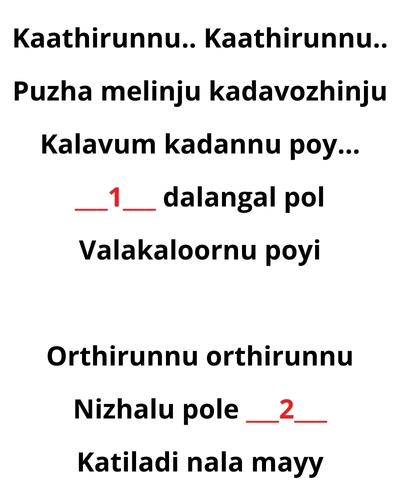 Kaathirunnu.. Kaathirunnu..
Puzha melinju kadavozhinju
Kalavum kadannu poy...
___1___ dalangal pol
Valakaloornu poyi
Orthirunnu orthirunnu
Nizhalu pole ___2___
Katiladi nala mayy